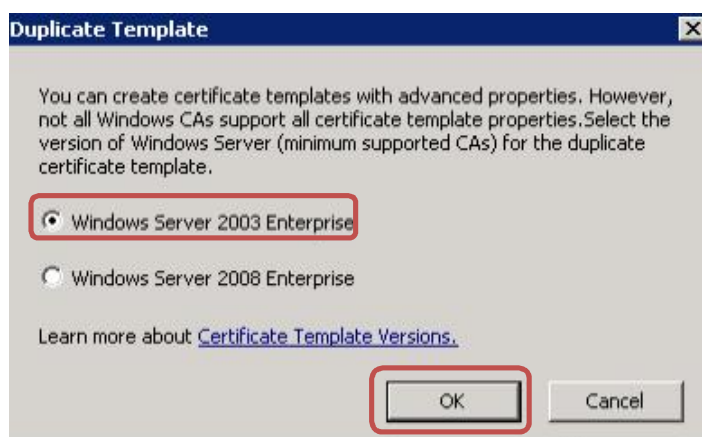 Duplicate Template
You can create certificate templates with advanced properties. However,
not all Windows CAs support all certificate template properties.Select the
version of Windows Server (minimum supported CAs) for the duplicate
certificate template.
Windows Server 2003 Enterprise
Windows Server 2008 Enterprise
Learn more about Certificate Template Versions.
OK Cancel